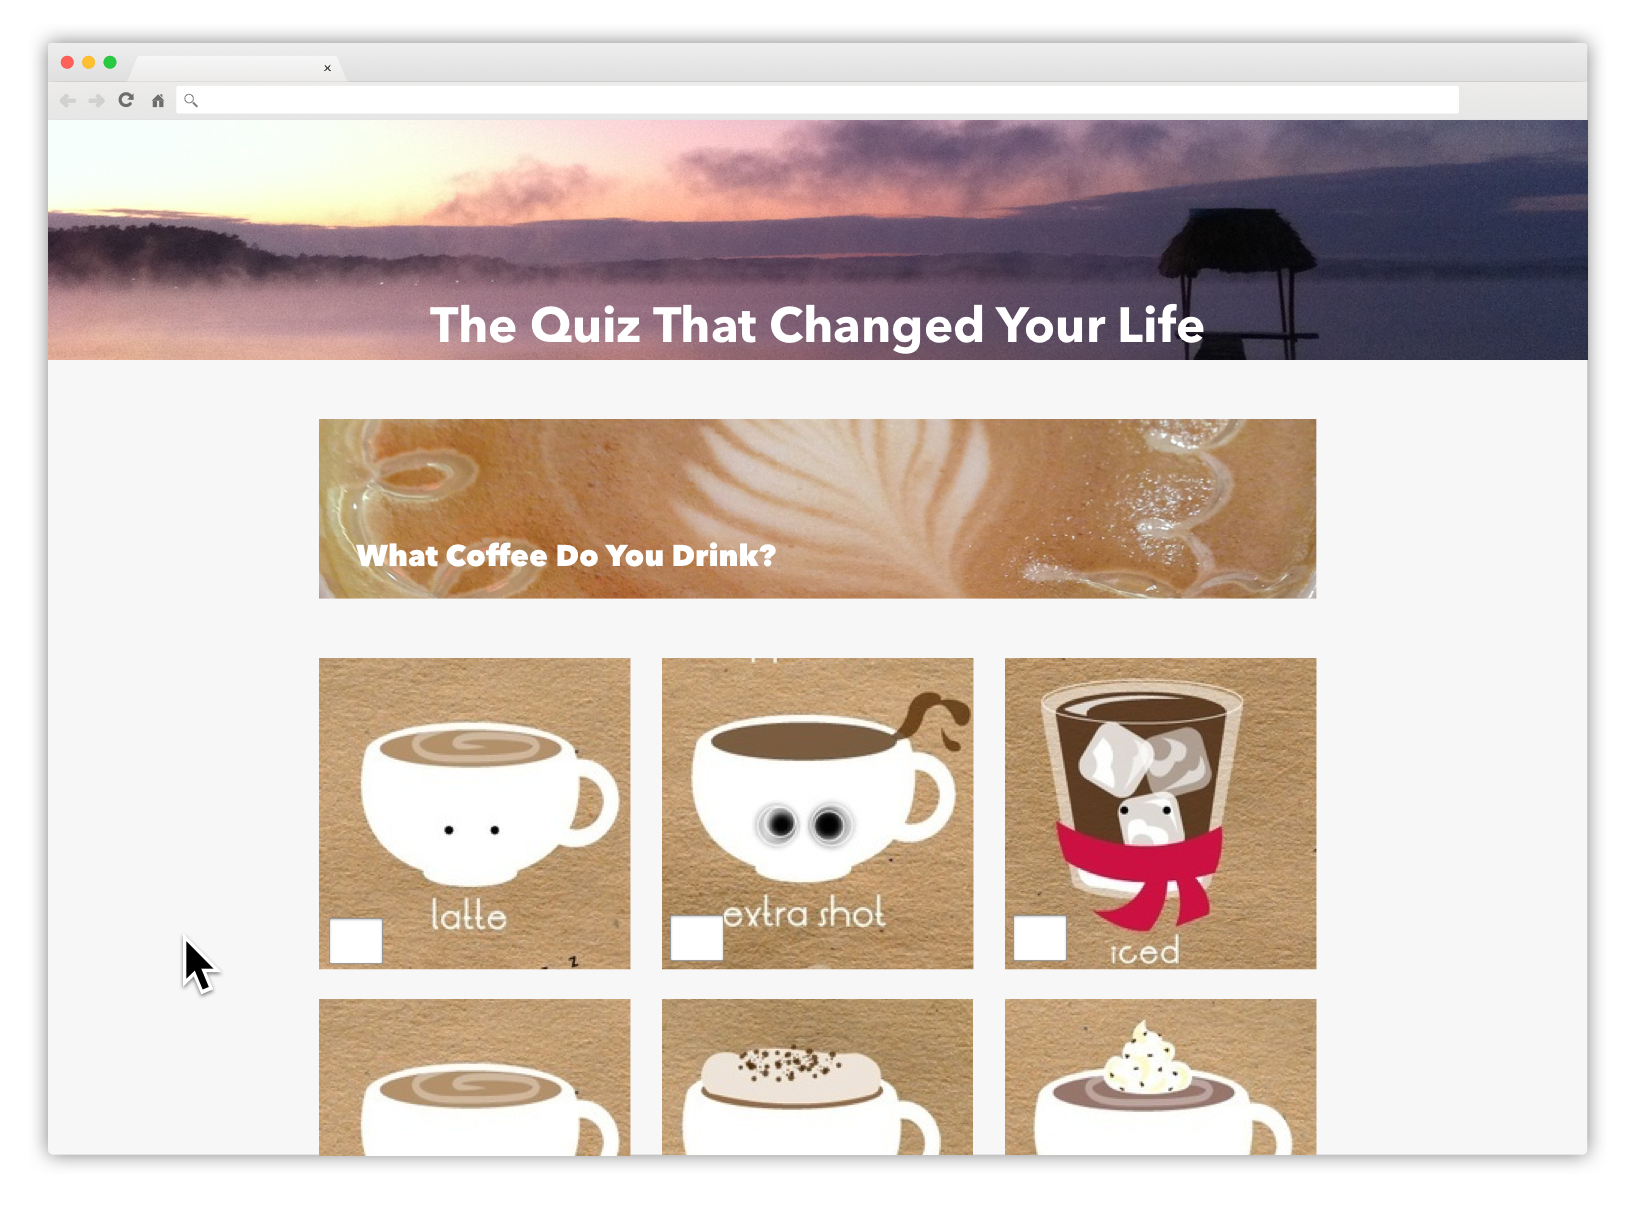 The Quiz That Changed Your Life
What Coffee Do You Drink?
latte
extra shot
iced
z